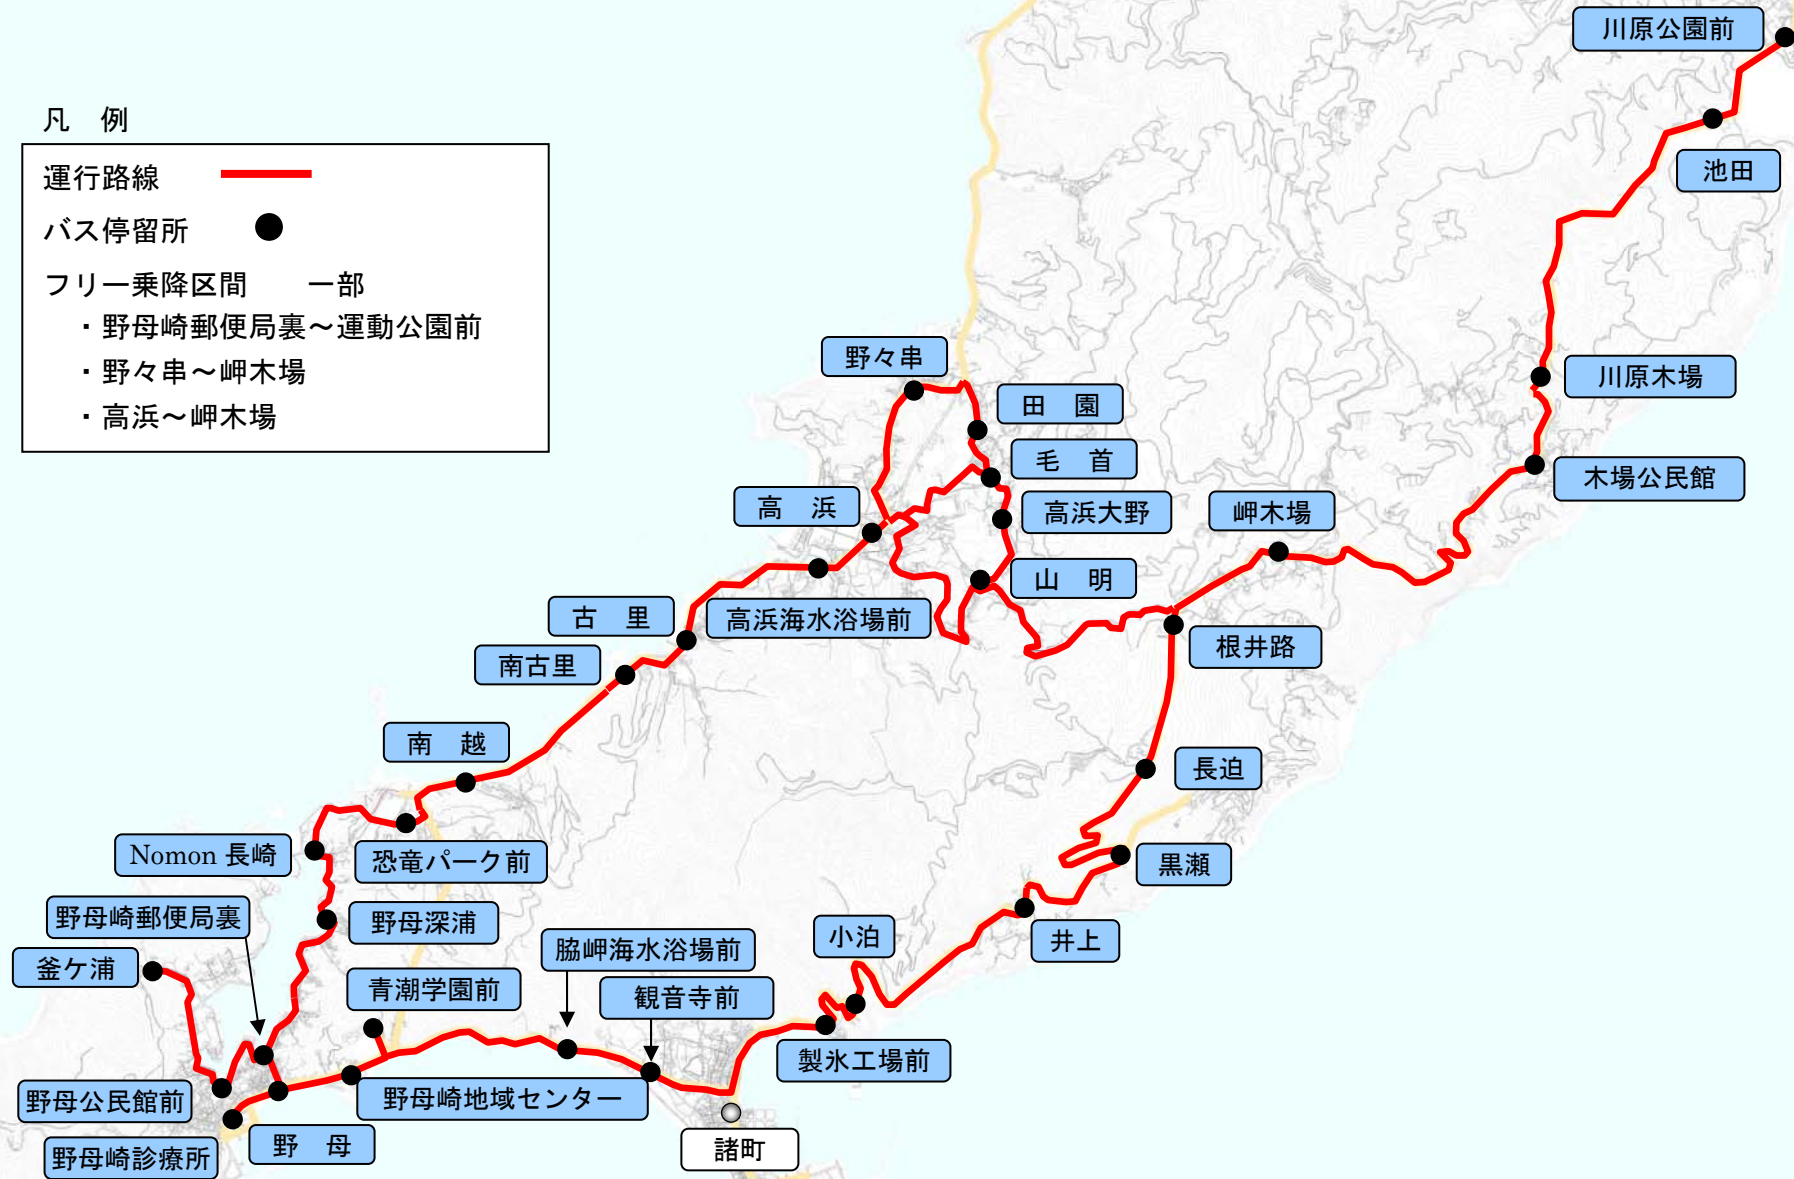 川原公園前
凡 例
運行路線
バス停留所
フリー乗降区間 一部
・野母崎郵便局裏～運動公園前
・野々串～岬木場
・高浜～岬木場
池田
野々串
川原木場
田 園
毛 首
木場公民館
高 浜
高浜大野
岬木場
山 明
古 里
高浜海水浴場前
根井路
南古里
南 越
長迫
Nomon 長崎
恐竜パーク前
黒瀬
野母崎郵便局裏
野母深浦
小泊
井上
脇岬海水浴場前
釜ケ浦
青潮学園前
観音寺前
製氷工場前
野母公民館前
野母崎地域センター
野 母
諸町
野母崎診療所